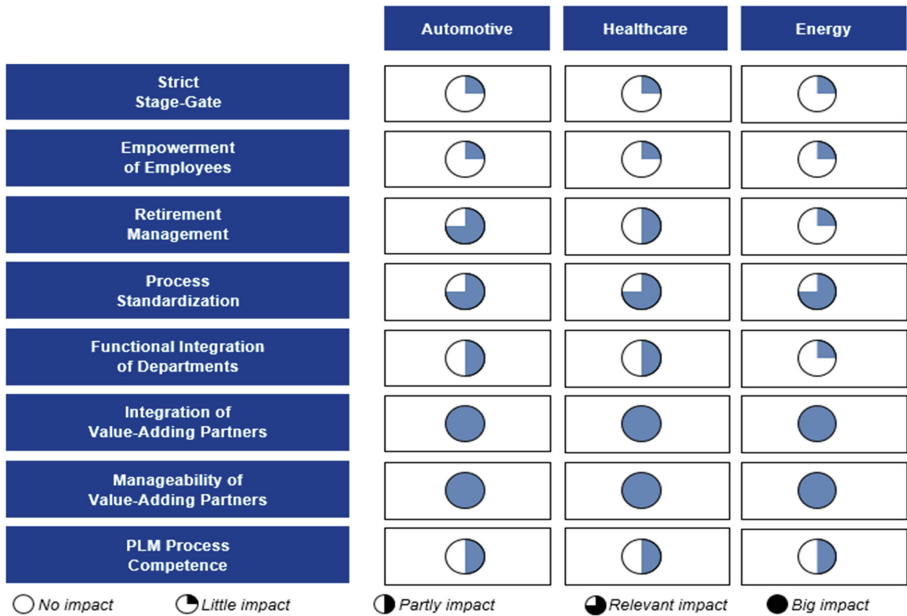 Automotive Healthcare Energy
Strict
Stage-Gate
Empowerment
of Employees
Retirement
Management
Process
Standardization
Functional Integration
of Departments
Integration of
Value-Adding Partners
Manageability of
Value-Adding Partners
PLM Process
Competence
No impact Little impact Partly impact Relevant impact Big impact